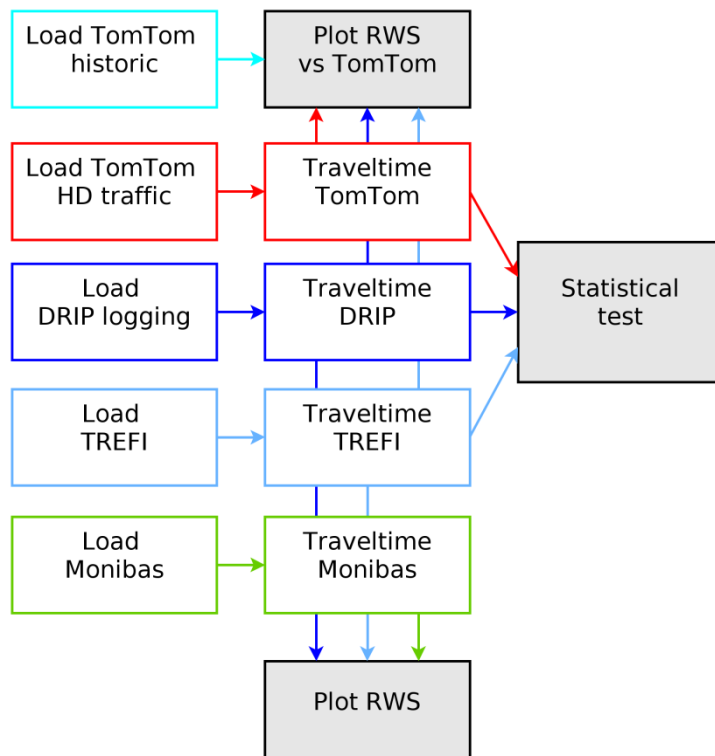 Load TomTom
historic
Plot RWS
vs TomTom
Load TomTom
HD traffic
Traveltime
TomTom
Load
DRIP logging
Traveltime
DRIP
Statistical
test
Load
TREFI
Traveltime
TREFI
Load
Monibas
Traveltime
Monibas
Plot RWS